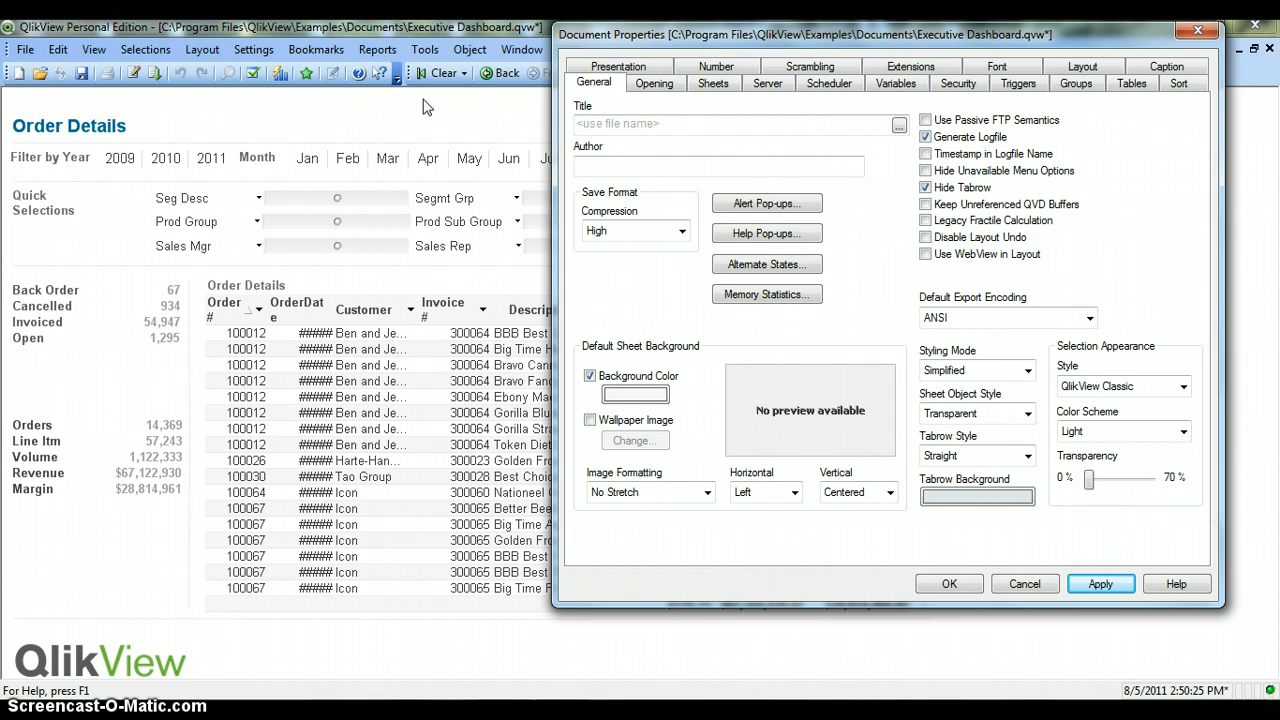 QlikView Personal Edition - [C:\Program Files\QlikView\Examples\Documents\Executive Dashboard.qvw*]
File Edit View Selections Layout Settings Bookmarks Reports Tools Object Window
Clear Back
Order Details
Filter by Year 2009 2010 2011 Month Jan Feb Mar Apr May Jun
Quick
Selections
Seg Desc Segmt Grp
Prod Group Prod Sub Group
Sales Mgr Sales Rep
Back Order 67
Cancelled 934
Invoiced 54,947
Open 1,295
Orders 14,369
Line Itm 57,243
Volume 1,122,333
Revenue $67,122,930
Margin $28,814,961
Order Details
Order
#
OrderDat
e
Customer
Invoice
#
Descrip
100012 ##### Ben and Je... 300064 BBB Best
100012 ##### Ben and Je... 300064 Big Time H
100012 ##### Ben and Je... 300064 Bravo Cann
100012 ##### Ben and Je... 300064 Bravo Fanc
100012 ##### Ben and Je... 300064 Ebony Ma
100012 ##### Ben and Je... 300064 Gorilla Blu
100012 ##### Ben and Je... 300064 Gorilla Stra
100012 ##### Ben and Je... 300064 Token Diet
100026 ##### Harte-Han... 300023 Golden Fro
100030 ##### Tao Group 300028 Best Choic
100064 ##### Icon 300060 Nationeel
100067 ##### Icon 300065 Better Bee
100067 ##### Icon 300065 Big Time A
100067 ##### Icon 300065 Golden Fro
100067 ##### Icon 300065 BBB Best
100067 ##### Icon 300065 BBB Best
100067 ##### Icon 300065 Big Time F
QlikView
For Help, press F1
8/5/2011 2:50:25 PM*
Screencast-O-Matic.com
Document Properties [C:\Program Files\QlikView\Examples\Documents\Executive Dashboard.qvw*]
Presentation Number Scrambling Extensions Font Layout Caption
General Opening Sheets Server Scheduler Variables Security Triggers Groups Tables Sort
Title
<use file name> ...
Author
Save Format
Compression
High
Alert Pop-ups...
Help Pop-ups...
Alternate States...
Memory Statistics...
Use Passive FTP Semantics
Generate Logfile
Timestamp in Logfile Name
Hide Unavailable Menu Options
Hide Tabrow
Keep Unreferenced QVD Buffers
Legacy Fractile Calculation
Disable Layout Undo
Use WebView in Layout
Default Export Encoding
ANSI
Default Sheet Background
Background Color
Wallpaper Image
Change...
No preview available
Image Formatting
No Stretch
Horizontal
Left
Vertical
Centered
Styling Mode
Simplified
Sheet Object Style
Transparent
Tabrow Style
Straight
Tabrow Background
Selection Appearance
Style
QlikView Classic
Color Scheme
Light
Transparency
0 % 70 %
OK Cancel Apply Help